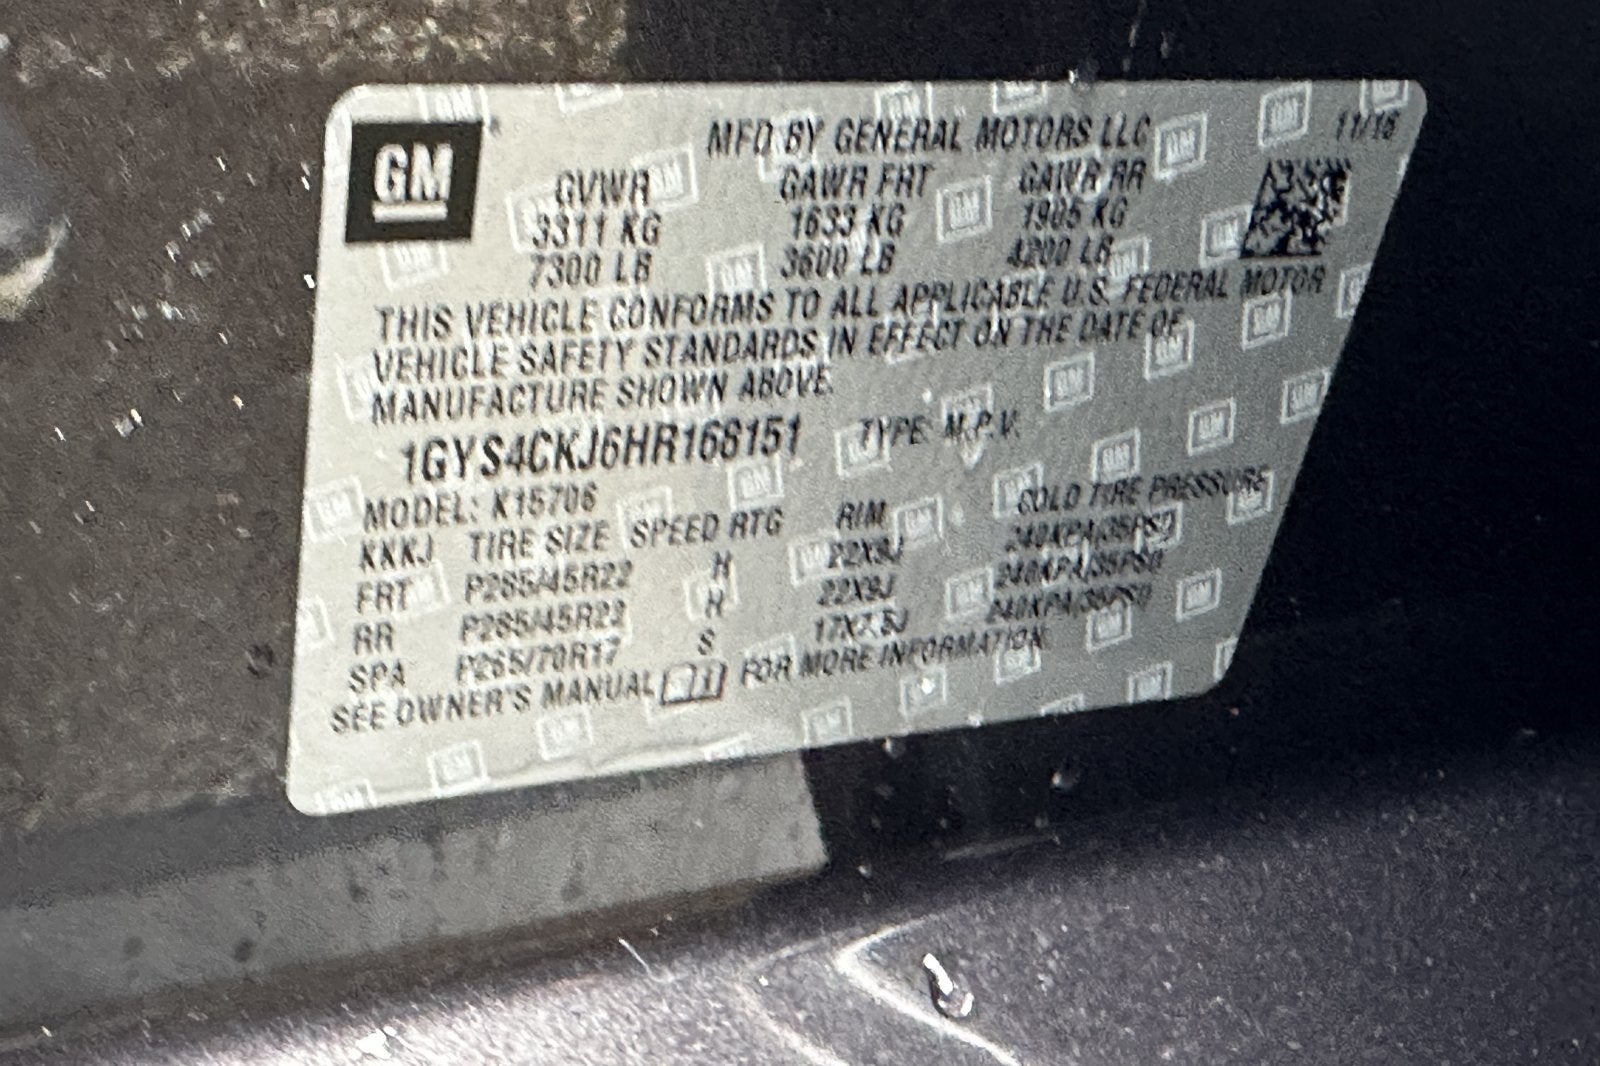 GM
MFD BY GENERAL MOTORS LLC 11/16
GVWR GAWR FRT GAWR RR
3311 KG 1633 KG 1905 KG
7300 LB 3600 LB 4200 LB
THIS VEHICLE CONFORMS TO ALL APPLICABLE U.S. FEDERAL MOTOR
VEHICLE SAFETY STANDARDS IN EFFECT ON THE DATE OF
MANUFACTURE SHOWN ABOVE.
1GYS4CKJ6HR168151 TYPE: M.P.V.
MODEL: K15706
KKKJ TIRE SIZE SPEED RTG RIM COLD TIRE PRESSURE
FRT P285/45R22 H 22X9J 240KPA(35PSI)
RR P285/45R22 H 22X9J 240KPA(35PSI)
SPA P265/70R17 S 17X7.5J 240KPA(35PSI)
SEE OWNER'S MANUAL FOR MORE INFORMATION.